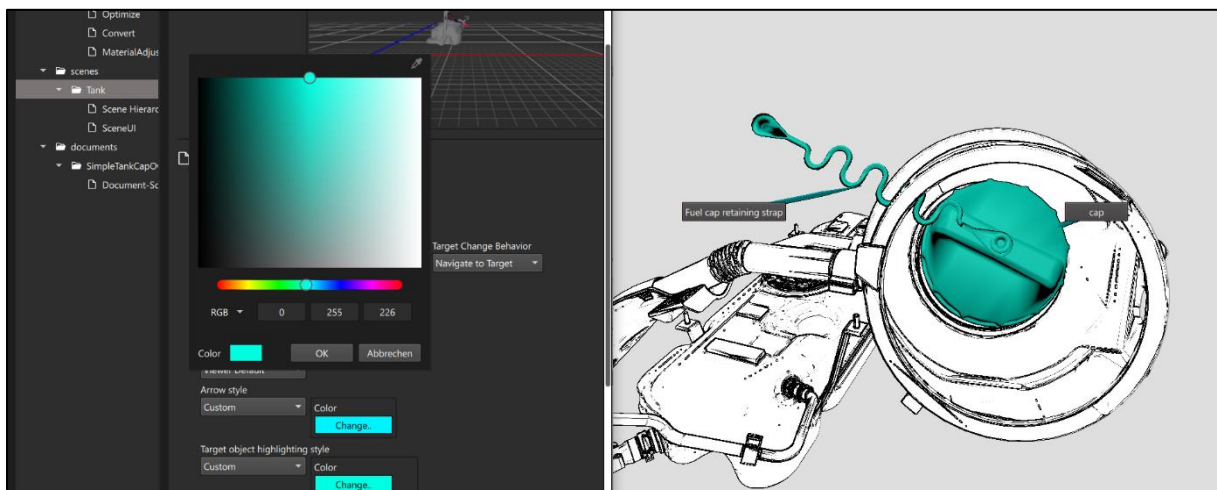 Optimize
Convert
MaterialAdjus
scenes
Tank
Scene Hierarc
SceneUI
documents
SimpleTankCapO
Document-Sc
RGB
0
255
226
Color
OK
Abbrechen
Target Change Behavior
Navigate to Target
Viewer Default
Arrow style
Custom
Color
Change..
Target object highlighting style
Custom
Color
Change..
Fuel cap retaining strap
cap